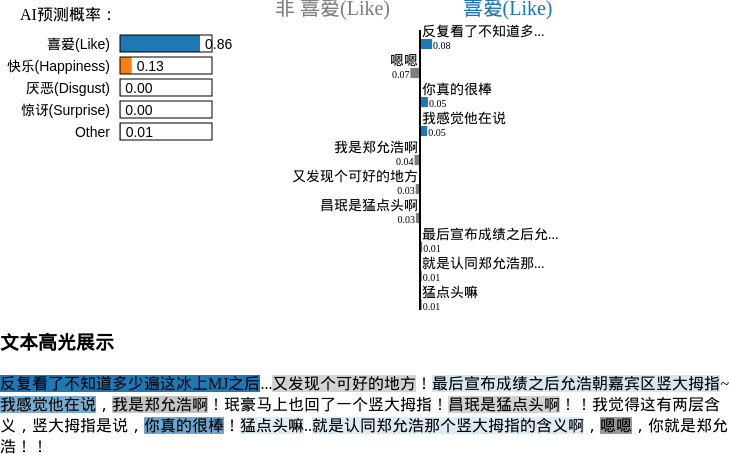 AI预测概率：
非 喜爱(Like)
喜爱(Like)
喜爱(Like) 0.86
快乐(Happiness) 0.13
厌恶(Disgust) 0.00
惊讶(Surprise) 0.00
Other 0.01
反复看了不知道多...
0.08
嗯嗯
0.07
你真的很棒
0.05
我感觉他在说
0.05
我是郑允浩啊
0.04
又发现个可好的地方
0.03
昌珉是猛点头啊
0.03
最后宣布成绩之后允...
0.01
就是认同郑允浩那...
0.01
猛点头嘛
0.01
文本高光展示
反复看了不知道多少遍这冰上MJ之后...又发现个可好的地方！最后宣布成绩之后允浩朝嘉宾区竖大拇指~
我感觉他在说，我是郑允浩啊！珉豪马上也回了一个竖大拇指！昌珉是猛点头啊！！我觉得这有两层含
义，竖大拇指是说，你真的很棒！猛点头嘛..就是认同郑允浩那个竖大拇指的含义啊，嗯嗯，你就是郑允
浩！！